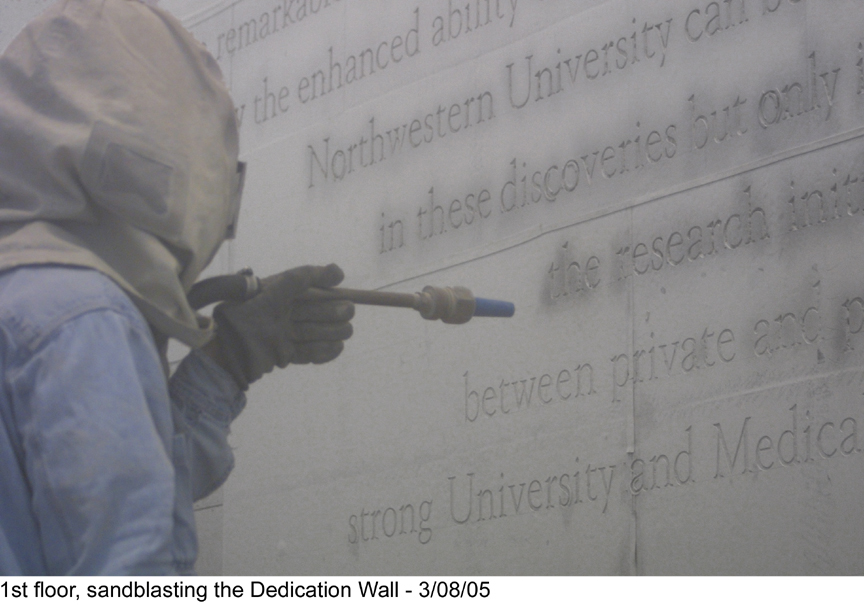 remarkable
the enhanced ability
Northwestern University can
in these discoveries but only
the research
between private and
strong University and
1st floor, sandblasting the Dedication Wall - 3/08/05